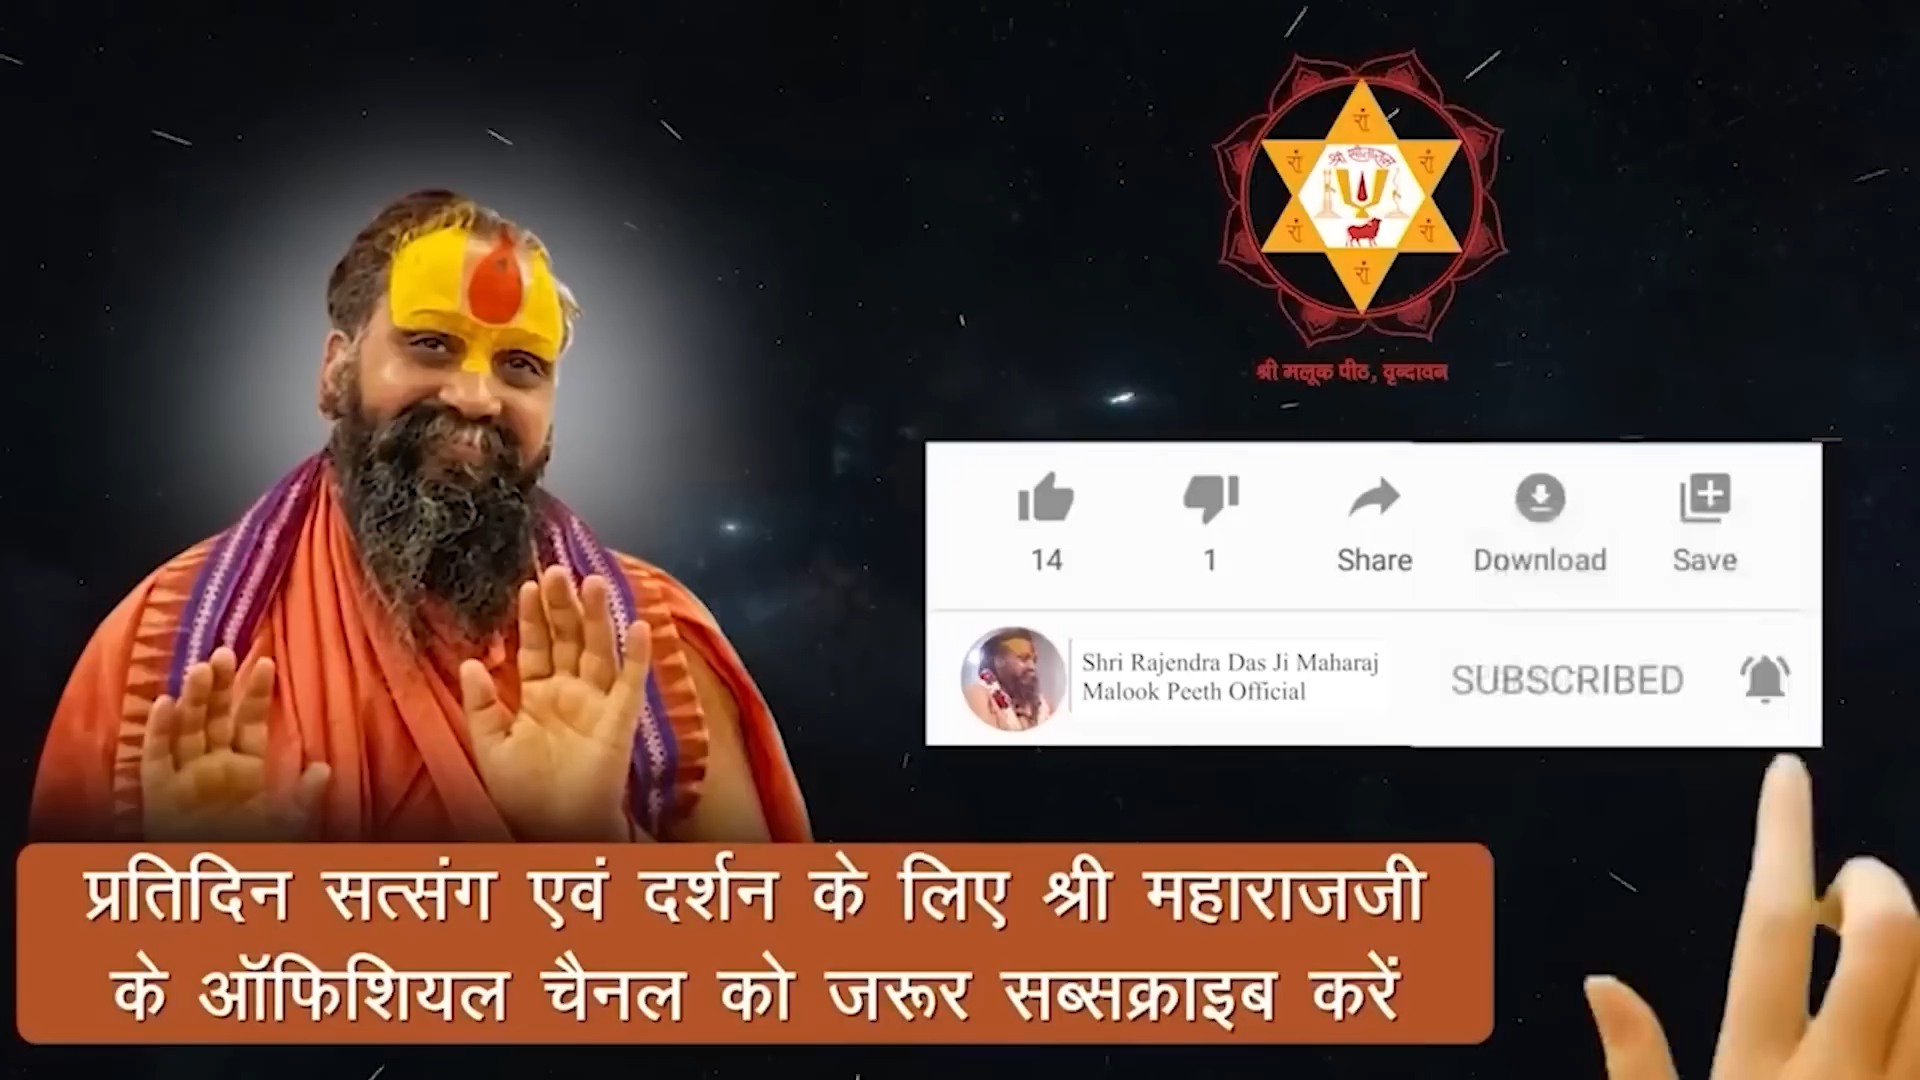 रां
रां
रां
श्री सीताराम
रां
रां
रां
श्री मलूक पीठ, वृन्दावन
14
1
Share
Download
Save
Shri Rajendra Das Ji Maharaj
Malook Peeth Official
SUBSCRIBED
प्रतिदिन सत्संग एवं दर्शन के लिए श्री महाराजजी
के ऑफिशियल चैनल को जरूर सब्सक्राइब करें